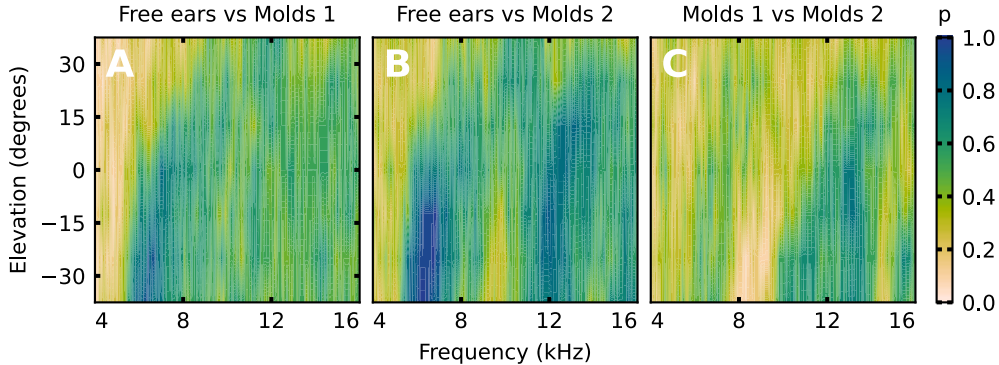 Free ears vs Molds 1 Free ears vs Molds 2 Molds 1 vs Molds 2 p
A B C
Elevation (degrees)
30
15
0
−15
−30
1.0
0.8
0.6
0.4
0.2
0.0
4 8 12 16 4 8 12 16 4 8 12 16
Frequency (kHz)